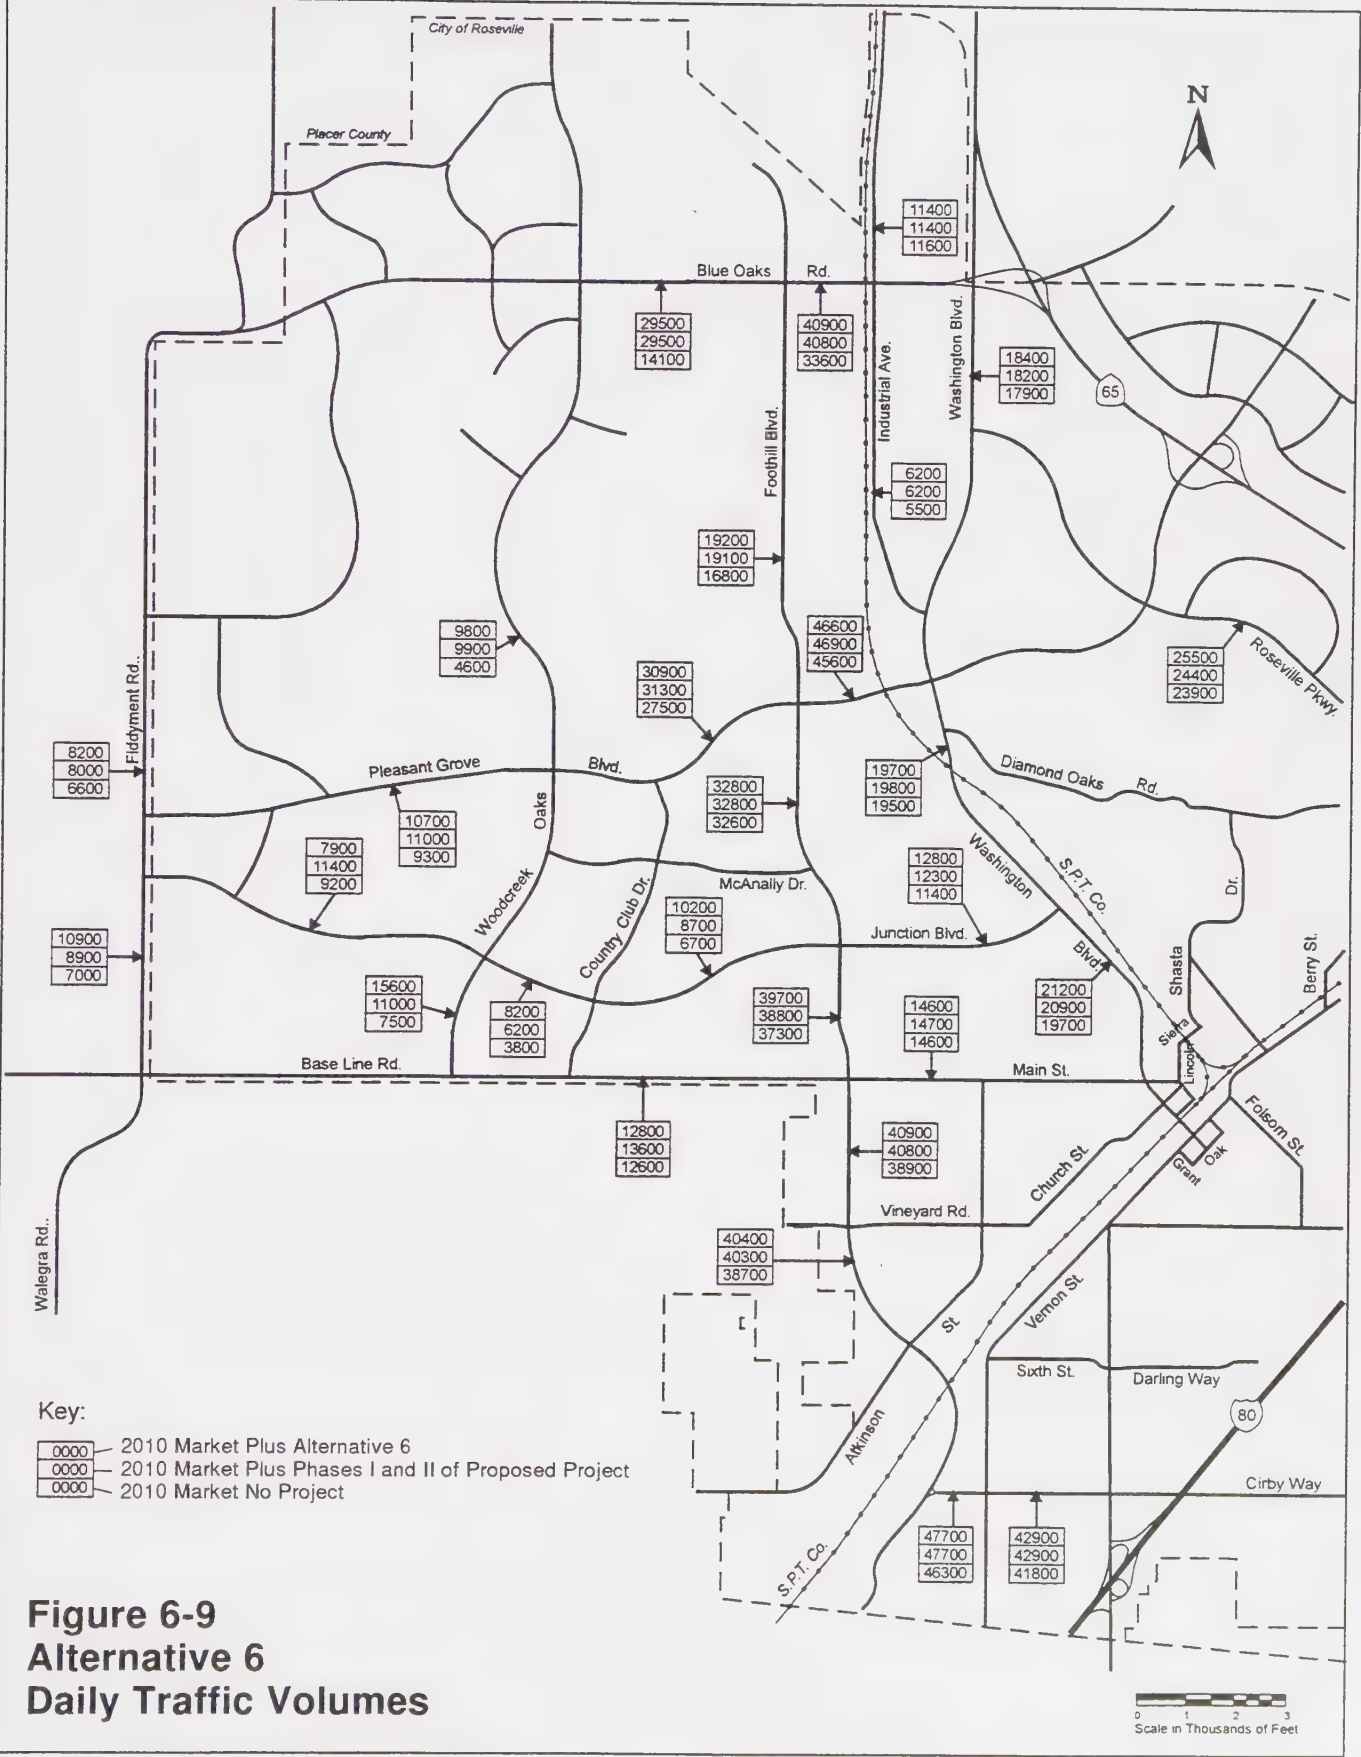 City of Roseville
Placer County
N
11400
11400
11600
Blue Oaks Rd.
29500
29500
14100
40900
40800
33600
Industrial Ave.
Washington Blvd.
18400
18200
17900
65
Foothill Blvd.
6200
6200
5500
19200
19100
16800
9800
9900
4600
46600
46900
45600
30900
31300
27500
25500
24400
23900
Roseville Pkwy.
Fiddyment Rd..
8200
8000
6600
Pleasant Grove Blvd.
19700
19800
19500
Diamond Oaks Rd.
10700
11000
9300
Oaks
32800
32800
32600
7900
11400
9200
Woodcreek
Country Club Dr.
McAnally Dr.
12800
12300
11400
Washington
S.P.T. Co.
Dr.
10200
8700
6700
Junction Blvd.
Blvd.
Shasta
Berry St.
10900
8900
7000
15600
11000
7500
8200
6200
3800
39700
38800
37300
14600
14700
14600
21200
20900
19700
Sierra
Lincoln
Base Line Rd.
Main St.
12800
13600
12600
40900
40800
38900
Church St.
Folsom St.
Oak
Grant
Vineyard Rd.
Walegra Rd..
40400
40300
38700
Vernon St.
St
Sixth St.
Darling Way
80
Atkinson
Cirby Way
S.P.T. Co.
47700
47700
46300
42900
42900
41800
Key:
0000 2010 Market Plus Alternative 6
0000 2010 Market Plus Phases I and II of Proposed Project
0000 2010 Market No Project
Figure 6-9
Alternative 6
Daily Traffic Volumes
0 1 2 3
Scale in Thousands of Feet